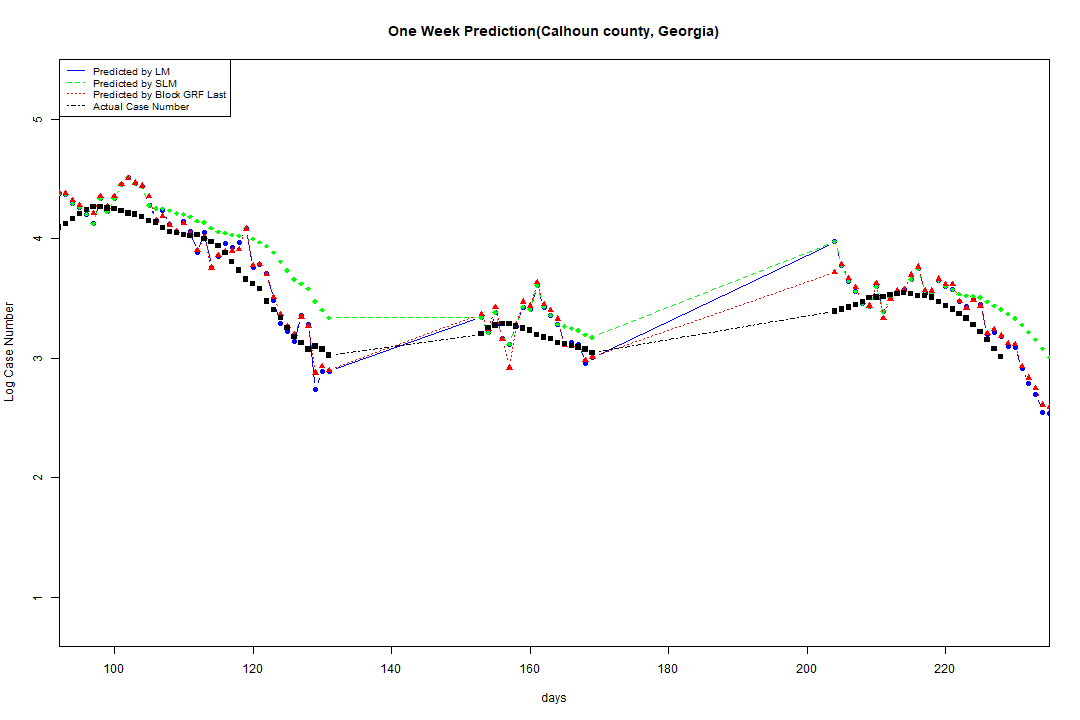 One Week Prediction(Calhoun county, Georgia)
Predicted by LM
Predicted by SLM
Predicted by Block GRF Last
Actual Case Number
5
4
3
2
1
Log Case Number
100 120 140 160 180 200 220
days